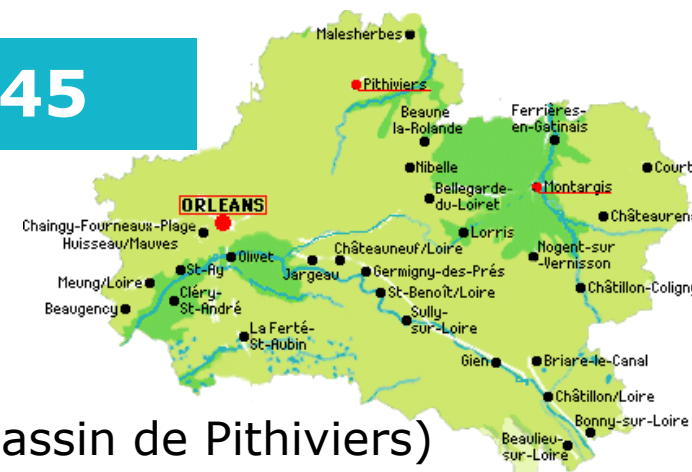 45
Malesherbes
Pithiviers
Beaune
la-Rolande
Ferrières-
en-Gatinais
Nibelle
Court
Bellegarde-
du-Loiret
Montargis
ORLEANS
Châteauren
Chaingy-Fourneaux-Plage
Huisseau/Mauves
Lorris
Olivet
Châteauneuf/Loire
Nogent-sur
-Vernisson
St-Ay
Jargeau
Germigny-des-Prés
Meung/Loire
Cléry-
St-André
St-Benoît/Loire
Châtillon-Coligny
Beaugency
Sully-
sur-Loire
La Ferté-
St-Aubin
Gien
Briare-le-Canal
Châtillon/Loire
Bonny-sur-Loire
Beaulieu-
sur-Loire
assin de Pithiviers)